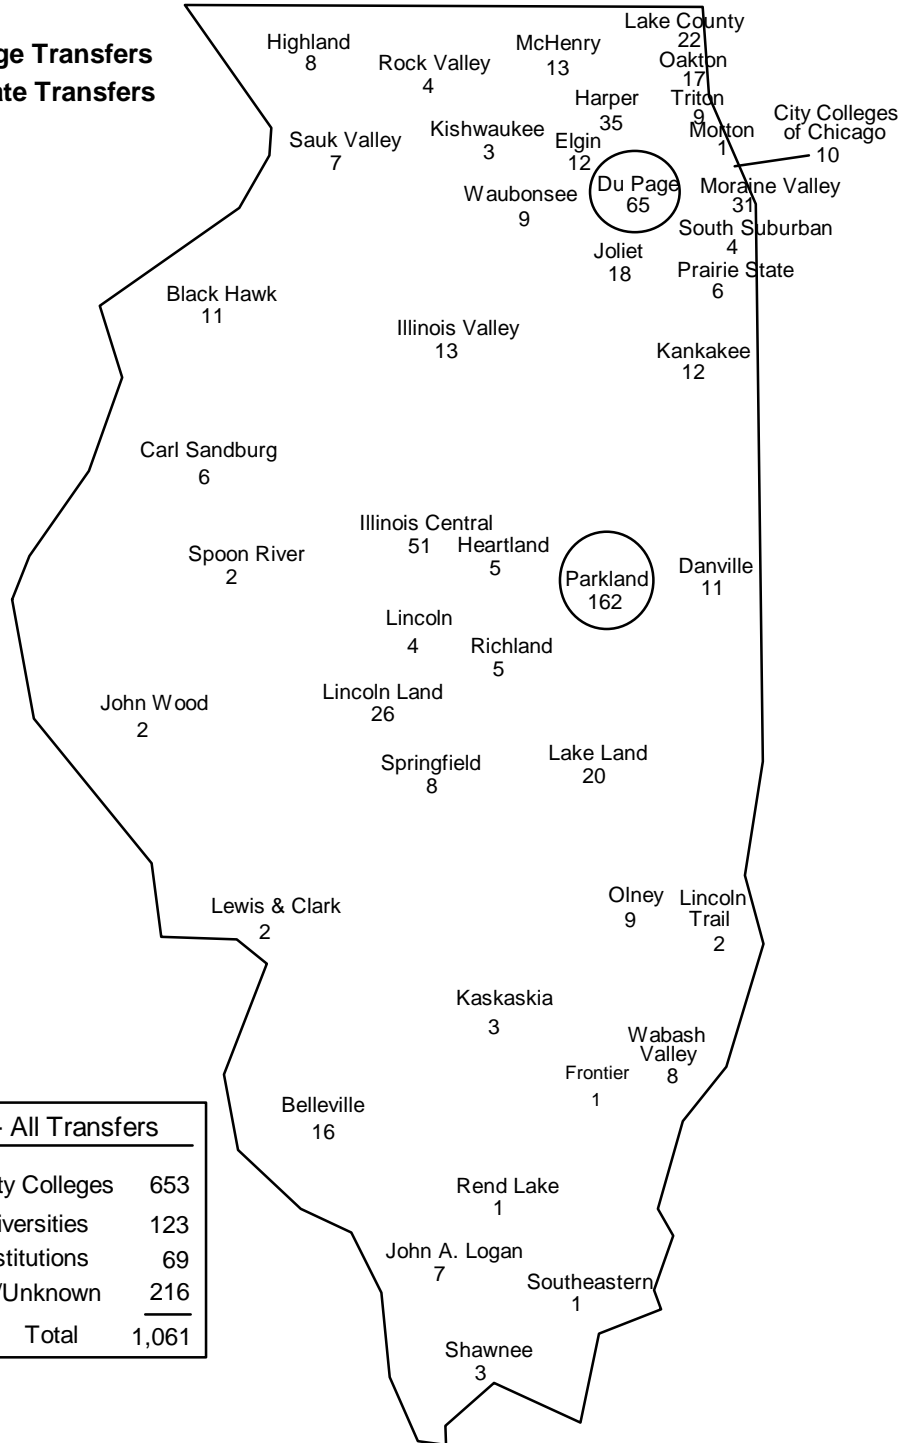 ge Transfers
ate Transfers
Lake County
22
Highland
8
McHenry
13
Rock Valley
4
Oakton
17
Harper
35
Triton
9
City Colleges
of Chicago
10
Morton
1
Kishwaukee
3
Elgin
12
Sauk Valley
7
Du Page
65
Moraine Valley
31
Waubonsee
9
South Suburban
4
Joliet
18
Prairie State
6
Black Hawk
11
Illinois Valley
13
Kankakee
12
Carl Sandburg
6
Illinois Central
51
Heartland
5
Spoon River
2
Parkland
162
Danville
11
Lincoln
4
Richland
5
Lincoln Land
26
John Wood
2
Springfield
8
Lake Land
20
Olney
9
Lincoln
Trail
2
Lewis & Clark
2
Kaskaskia
3
Wabash
Valley
8
Frontier
1
Belleville
16
- All Transfers
ty Colleges 653
iversities 123
stitutions 69
/Unknown 216
Total 1,061
Rend Lake
1
John A. Logan
7
Southeastern
1
Shawnee
3